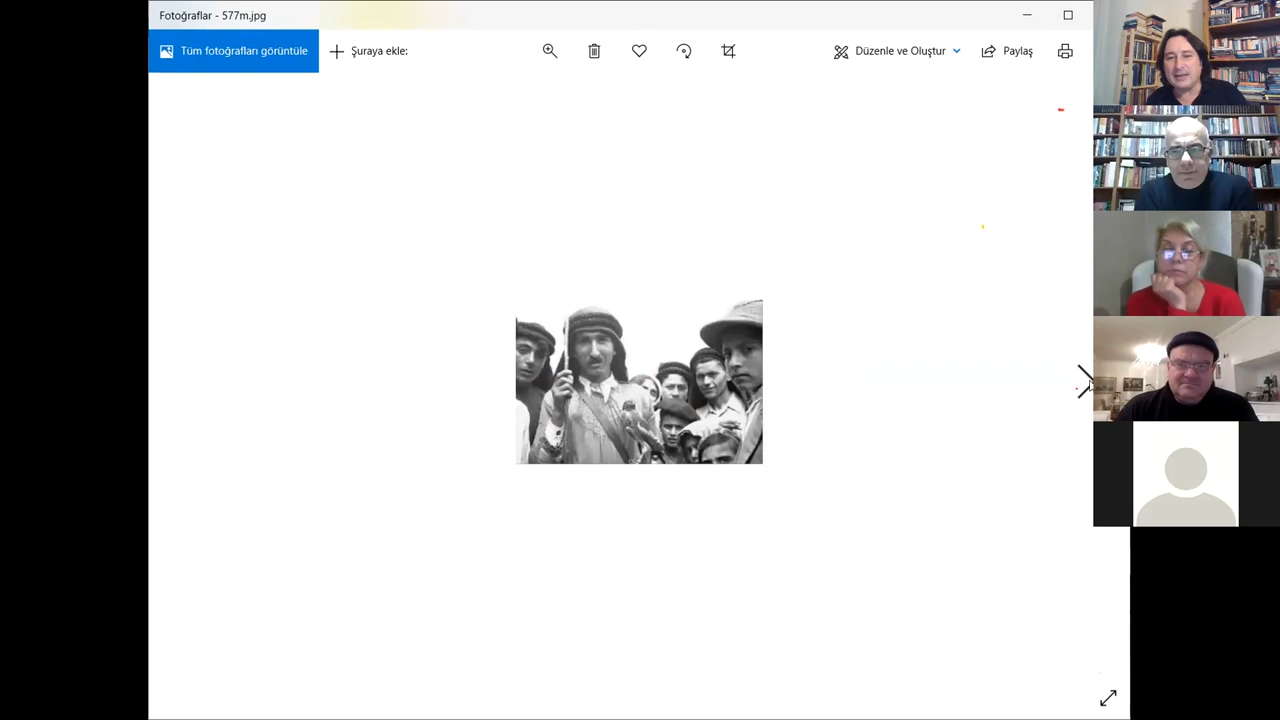 Fotoğraflar - 577m.jpg
Tüm fotoğrafları görüntüle
Şuraya ekle:
Düzenle ve Oluştur
Paylaş